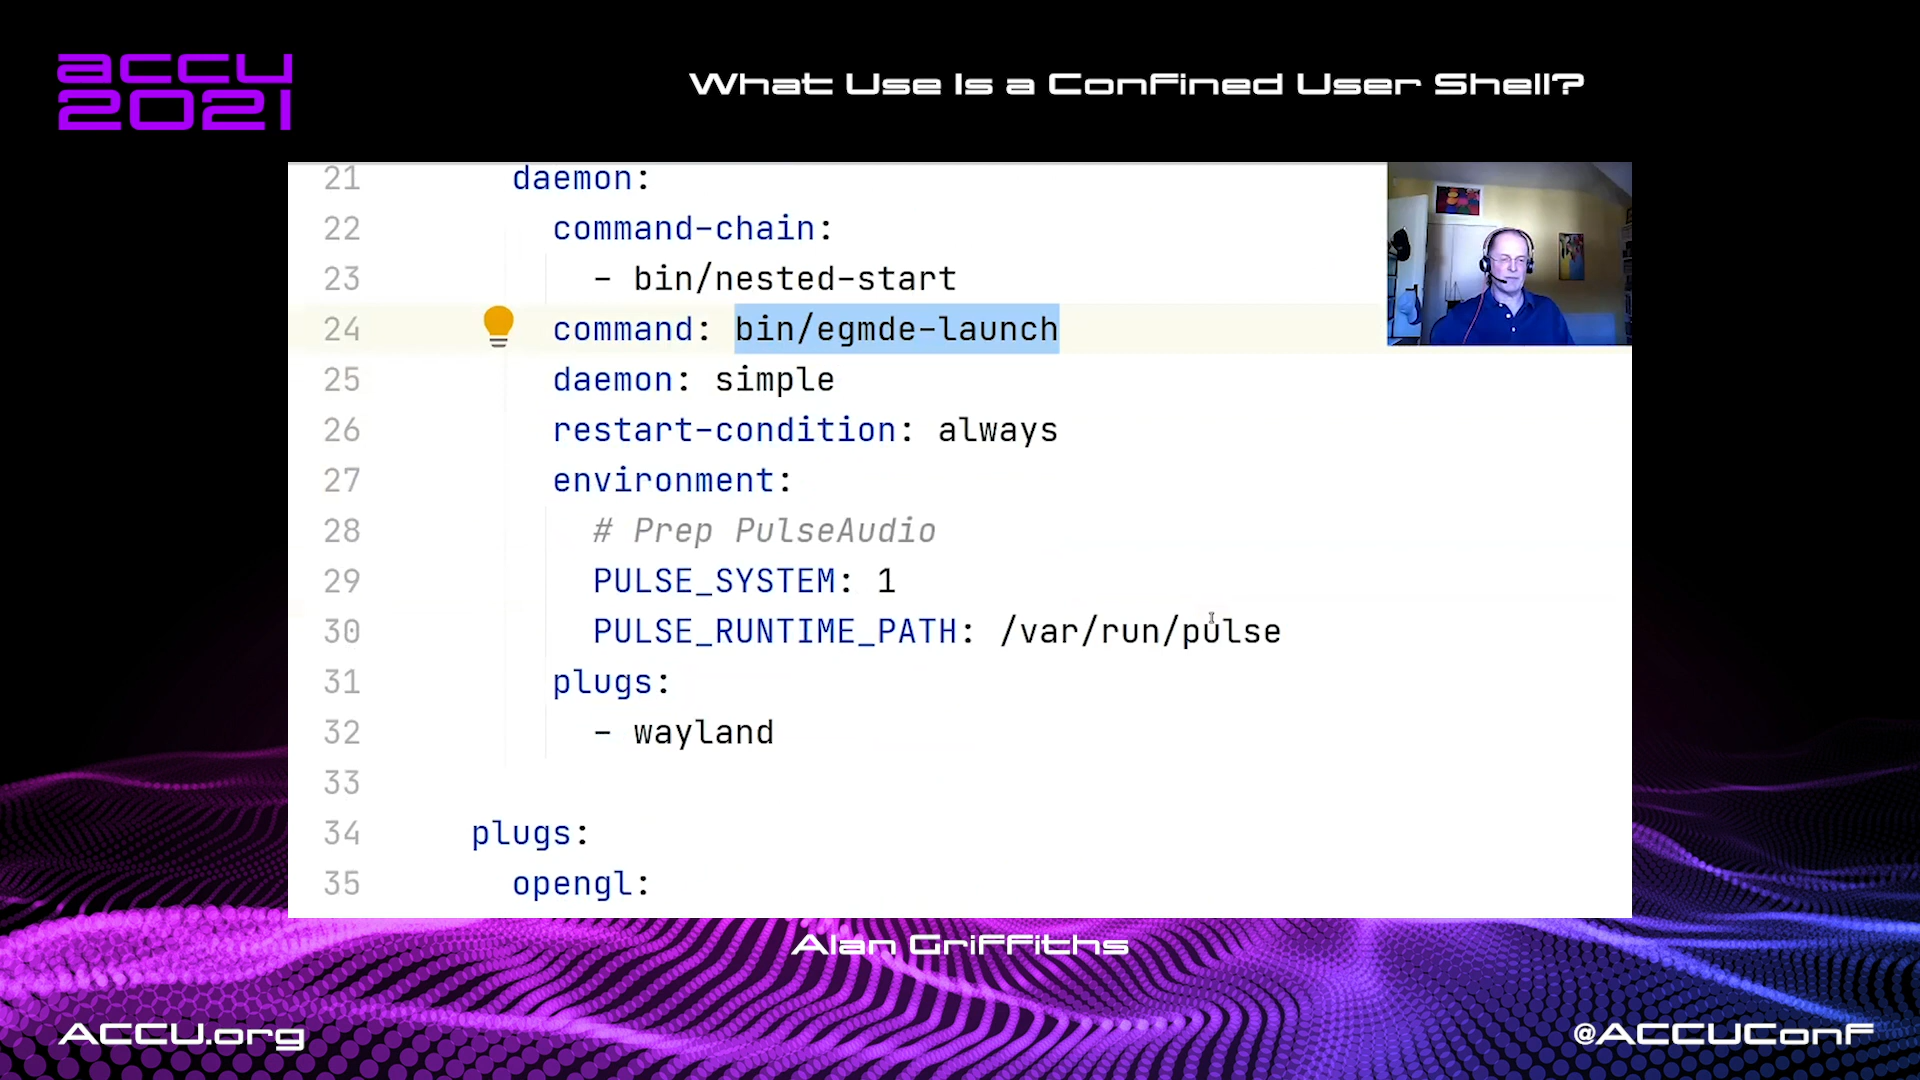 accu
2021
What Use Is a Confined User Shell?
21 daemon:
22 command-chain:
23 - bin/nested-start
24 command: bin/egmde-launch
25 daemon: simple
26 restart-condition: always
27 environment:
28 # Prep PulseAudio
29 PULSE_SYSTEM: 1
30 PULSE_RUNTIME_PATH: /var/run/pulse
31 plugs:
32 - wayland
33
34 plugs:
35 opengl:
Alan Griffiths
ACCU.org
@ACCUConf